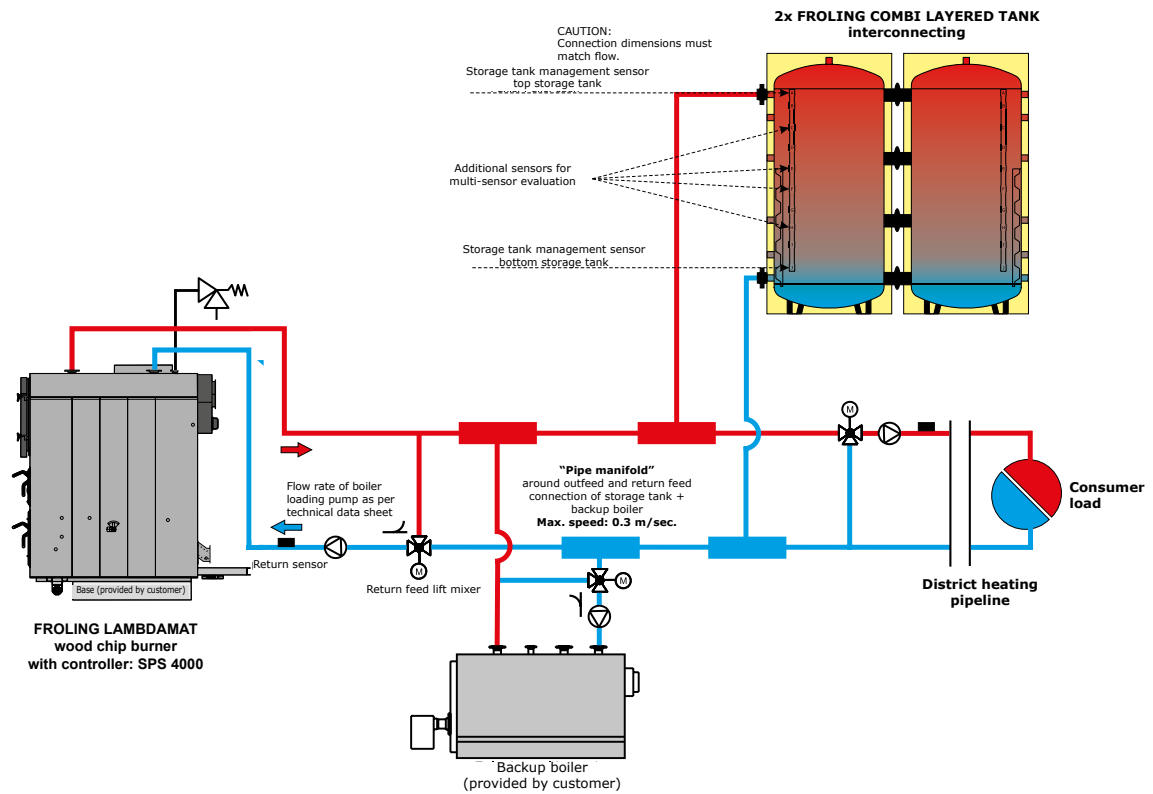 2x FROLING COMBI LAYERED TANK
interconnecting
CAUTION:
Connection dimensions must
match flow.
Storage tank management sensor
top storage tank
Additional sensors for
multi-sensor evaluation
Storage tank management sensor
bottom storage tank
M
"Pipe manifold"
around outfeed and return feed
connection of storage tank +
backup boiler
Max. speed: 0.3 m/sec.
Consumer
load
Flow rate of boiler
loading pump as per
technical data sheet
Return sensor
M
Return feed lift mixer
M
District heating
pipeline
Base (provided by customer)
FROLING LAMBDAMAT
wood chip burner
with controller: SPS 4000
Backup boiler
(provided by customer)